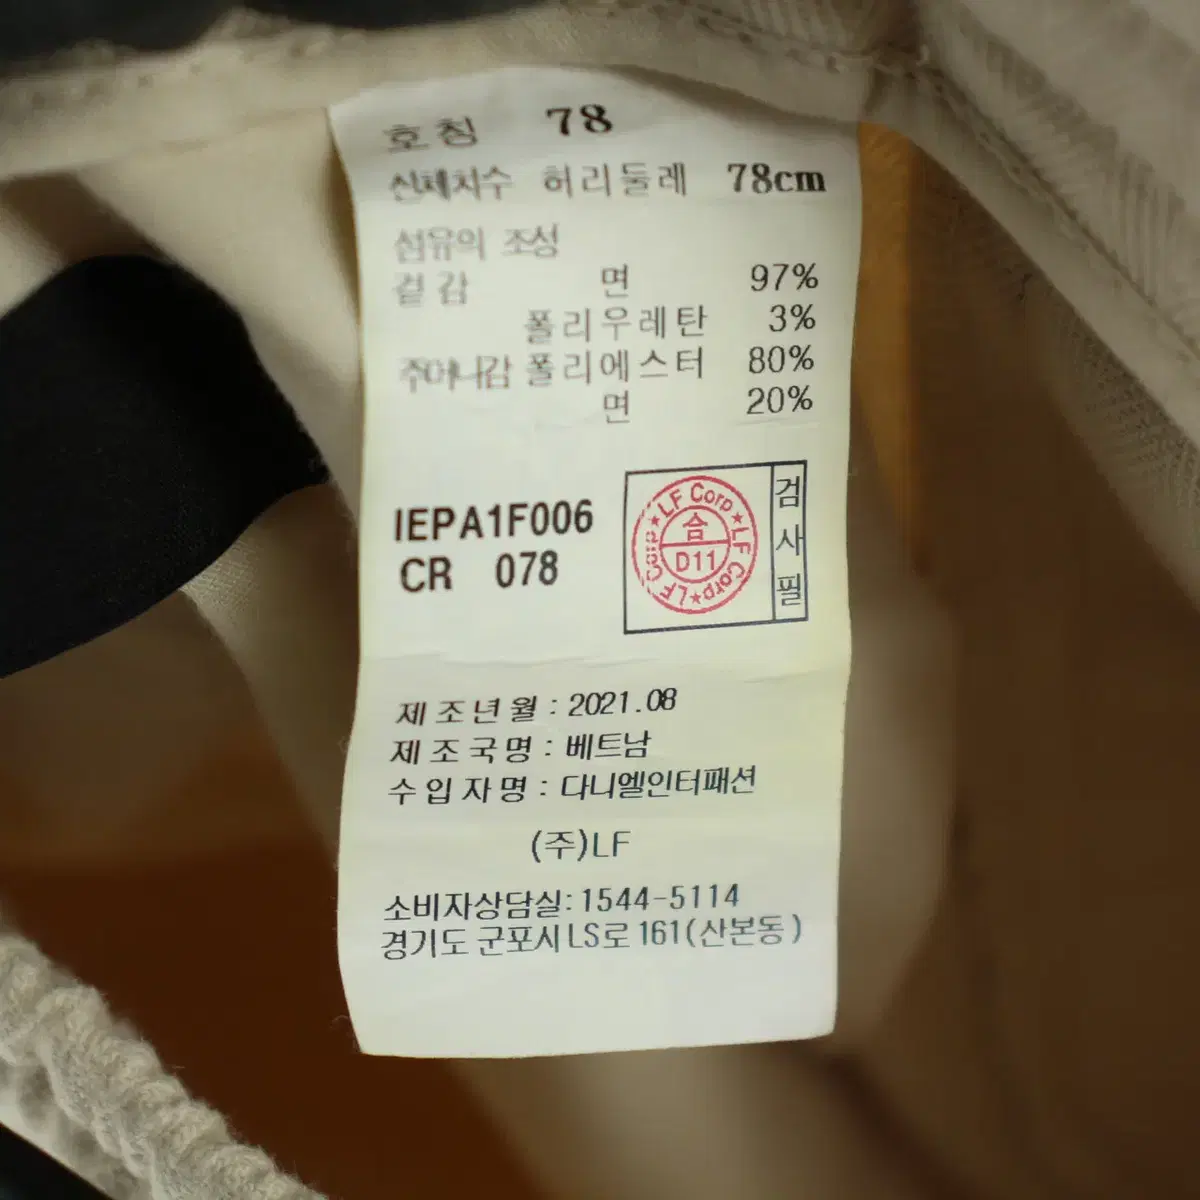 호칭 78
신체치수 허리둘레 78cm
섬유의 조성
겉감 면 97%
폴리우레탄 3%
주머니감 폴리에스터 80%
면 20%
IEPA1F006
CR 078
LF Corp★LF Corp★LF Corp★
合
D11
검사필
제조년월 : 2021.08
제조국명 : 베트남
수입자명 : 다니엘인터패션
(주)LF
소비자상담실: 1544-5114
경기도 군포시 LS로 161(산본동)